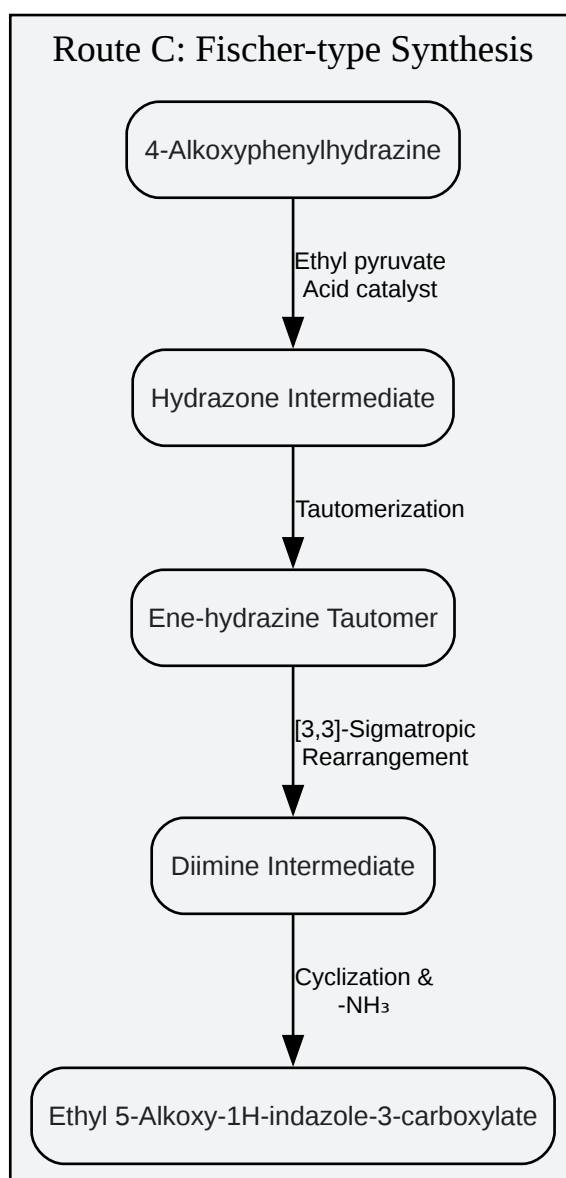 Route C: Fischer-type Synthesis
4-Alkoxyphenylhydrazine
Ethyl pyruvate
Acid catalyst
Hydrazone Intermediate
Tautomerization
Ene-hydrazine Tautomer
[3,3]-Sigmatropic
Rearrangement
Diimine Intermediate
Cyclization &
-NH₃
Ethyl 5-Alkoxy-1H-indazole-3-carboxylate